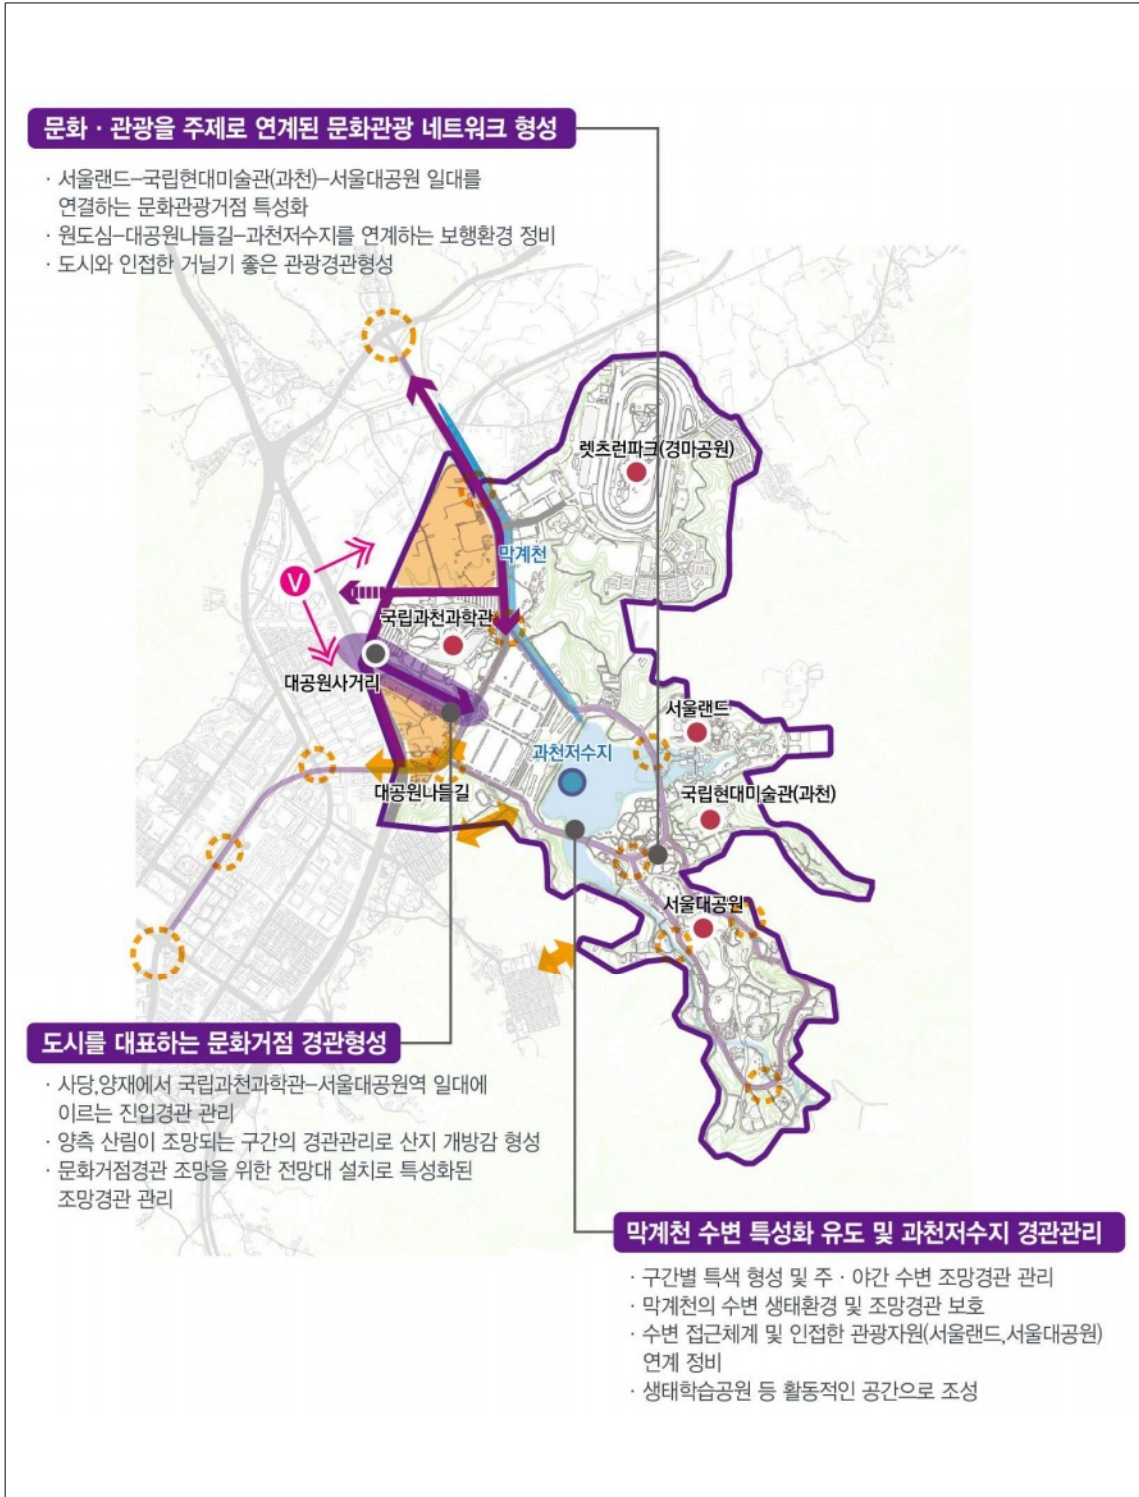 문화 · 관광을 주제로 연계된 문화관광 네트워크 형성
· 서울랜드–국립현대미술관(과천)–서울대공원 일대를
연결하는 문화관광거점 특성화
· 원도심–대공원나들길–과천저수지를 연계하는 보행환경 정비
· 도시와 인접한 거닐기 좋은 관광경관형성
렛츠런파크(경마공원)
막계천
V
국립과천과학관
대공원사거리
서울랜드
과천저수지
대공원나들길
국립현대미술관(과천)
서울대공원
도시를 대표하는 문화거점 경관형성
· 사당,양재에서 국립과천과학관–서울대공원역 일대에
이르는 진입경관 관리
· 양측 산림이 조망되는 구간의 경관관리로 산지 개방감 형성
· 문화거점경관 조망을 위한 전망대 설치로 특성화된
조망경관 관리
막계천 수변 특성화 유도 및 과천저수지 경관관리
· 구간별 특색 형성 및 주 · 야간 수변 조망경관 관리
· 막계천의 수변 생태환경 및 조망경관 보호
· 수변 접근체계 및 인접한 관광자원(서울랜드,서울대공원)
연계 정비
· 생태학습공원 등 활동적인 공간으로 조성